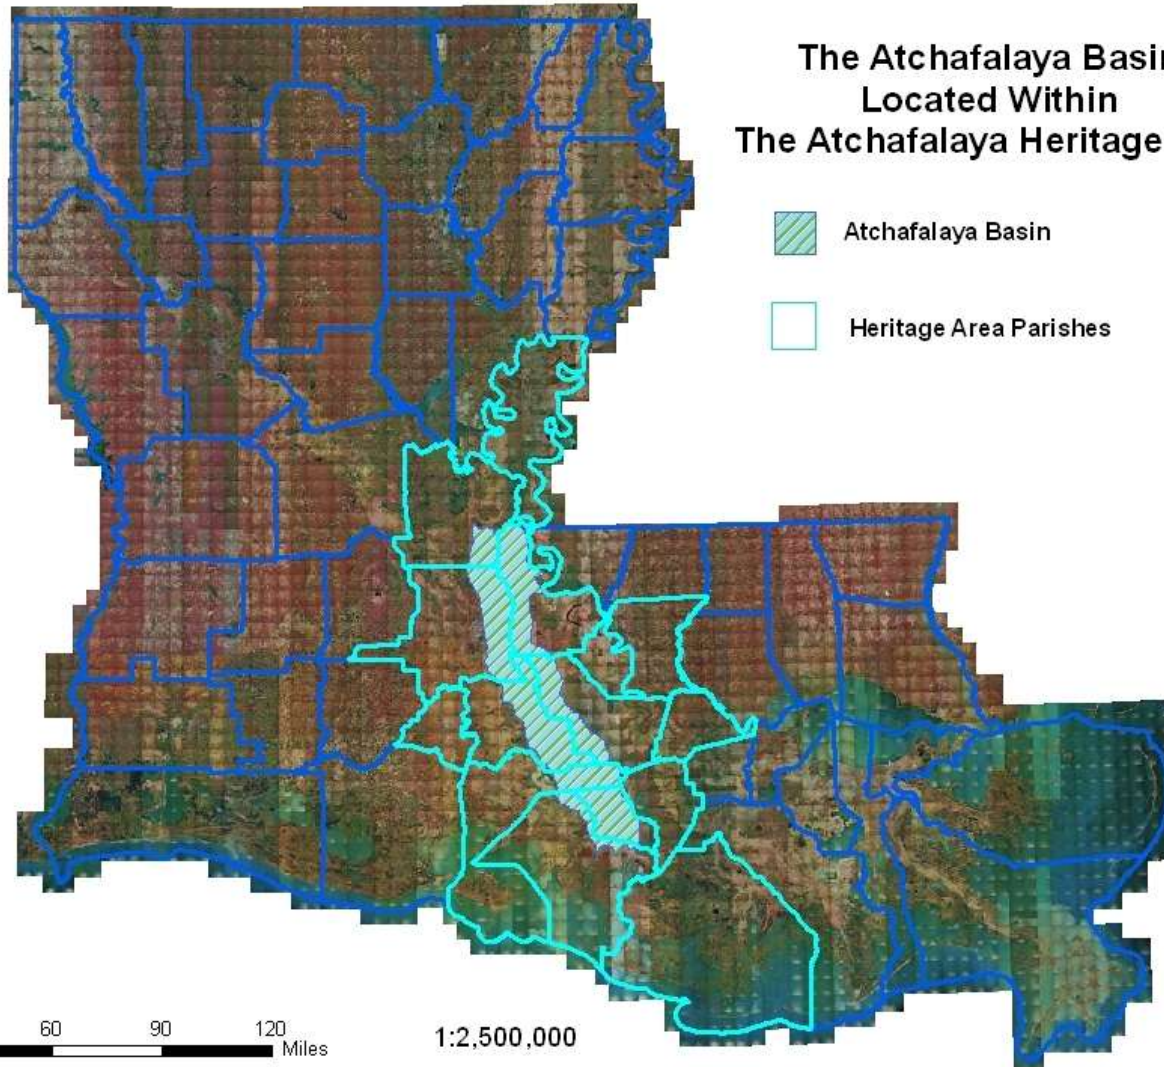 The Atchafalaya Basi
Located Within
The Atchafalaya Heritage
Atchafalaya Basin
Heritage Area Parishes
60 90 120
Miles
1:2,500,000